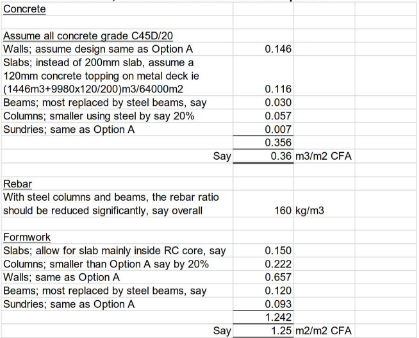 Concrete
Assume all concrete grade C45D/20
Walls; assume design same as Option A 0.146
Slabs; instead of 200mm slab, assume a
120mm concrete topping on metal deck ie
(1446m3+9980x120/200)m3/64000m2 0.116
Beams; most replaced by steel beams, say 0.030
Columns; smaller using steel by say 20% 0.057
Sundries; same as Option A 0.007
0.356
Say 0.36 m3/m2 CFA
Rebar
With steel columns and beams, the rebar ratio
should be reduced significantly, say overall 160 kg/m3
Formwork
Slabs; allow for slab mainly inside RC core, say 0.150
Columns; smaller than Option A say by 20% 0.222
Walls; same as Option A 0.657
Beams; most replaced by steel beams, say 0.120
Sundries; same as Option A 0.093
1.242
Say 1.25 m2/m2 CFA